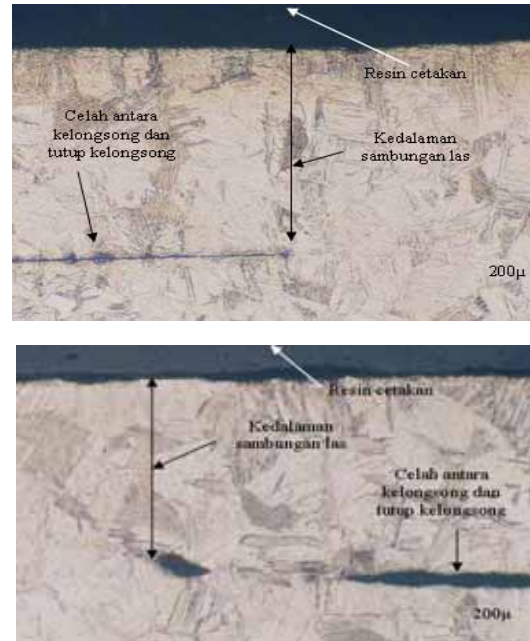 Resin cetakan
Celah antara
kelongsong dan
tutup kelongsong
Kedalaman
sambungan las
200µ
Resin cetakan
Kedalaman
sambungan las
Celah antara
kelongsong dan
tutup kelongsong
200µ